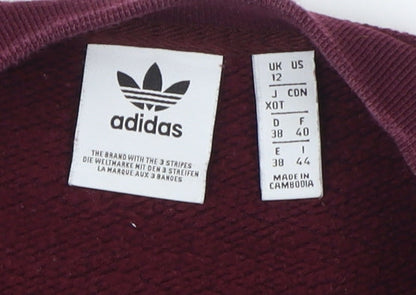 adidas
THE BRAND WITH THE 3 STRIPES
DIE WELTMARKE MIT DEN 3 STREIFEN
LA MARQUE AUX 3 BANDES
UK US
12
J CDN
XOT
D F
38 40
E I
38 44
MADE IN
CAMBODIA